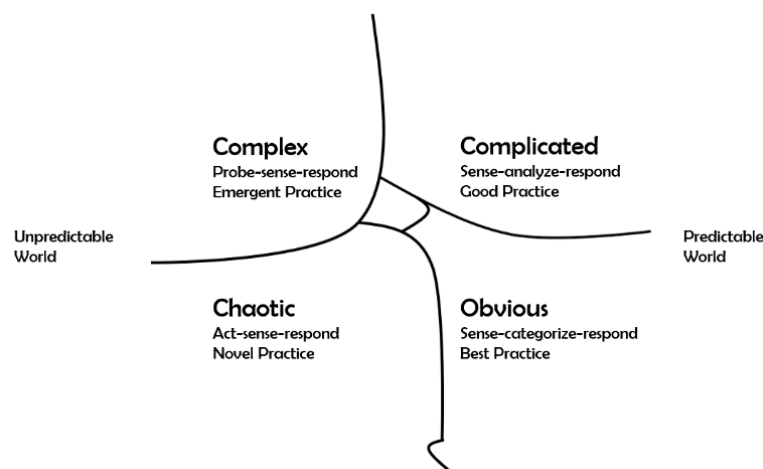 Complex
Probe-sense-respond
Emergent Practice
Complicated
Sense-analyze-respond
Good Practice
Unpredictable
World
Predictable
World
Chaotic
Act-sense-respond
Novel Practice
Obvious
Sense-categorize-respond
Best Practice